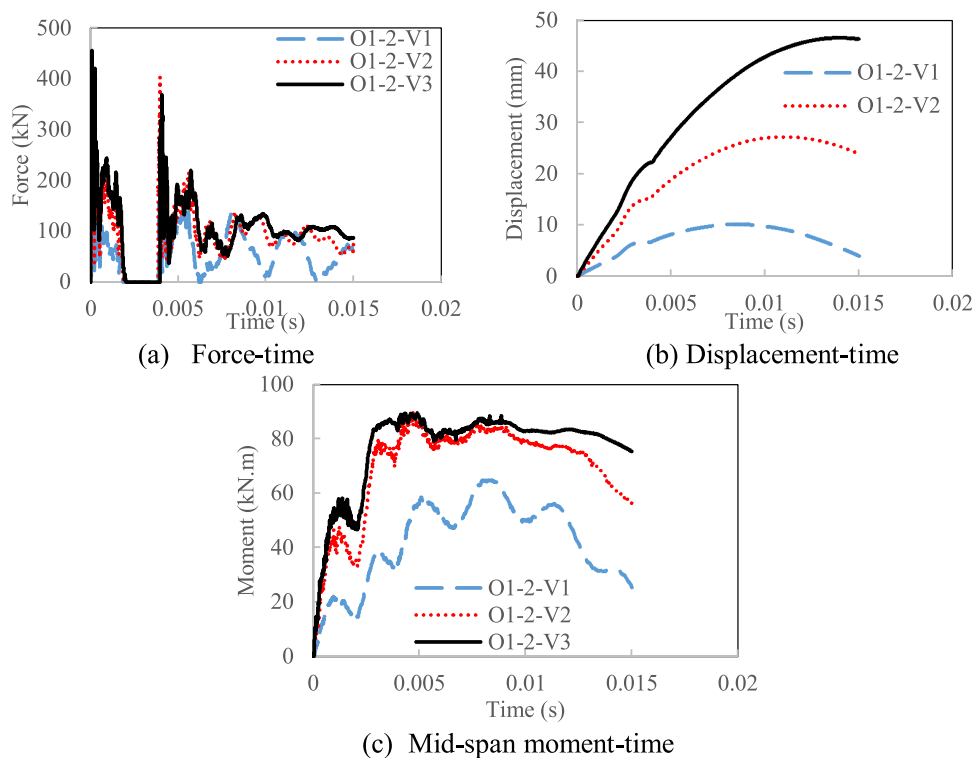 500
400
300
200
100
0
Force (kN)
O1-2-V1
O1-2-V2
O1-2-V3
0 0.005 0.01 0.015 0.02
Time (s)
(a) Force-time
50
40
30
20
10
0
Displacement (mm)
O1-2-V1
O1-2-V2
0 0.005 0.01 0.015 0.02
Time (s)
(b) Displacement-time
100
80
60
40
20
0
Moment (kN.m)
O1-2-V1
O1-2-V2
O1-2-V3
0 0.005 0.01 0.015 0.02
Time (s)
(c) Mid-span moment-time